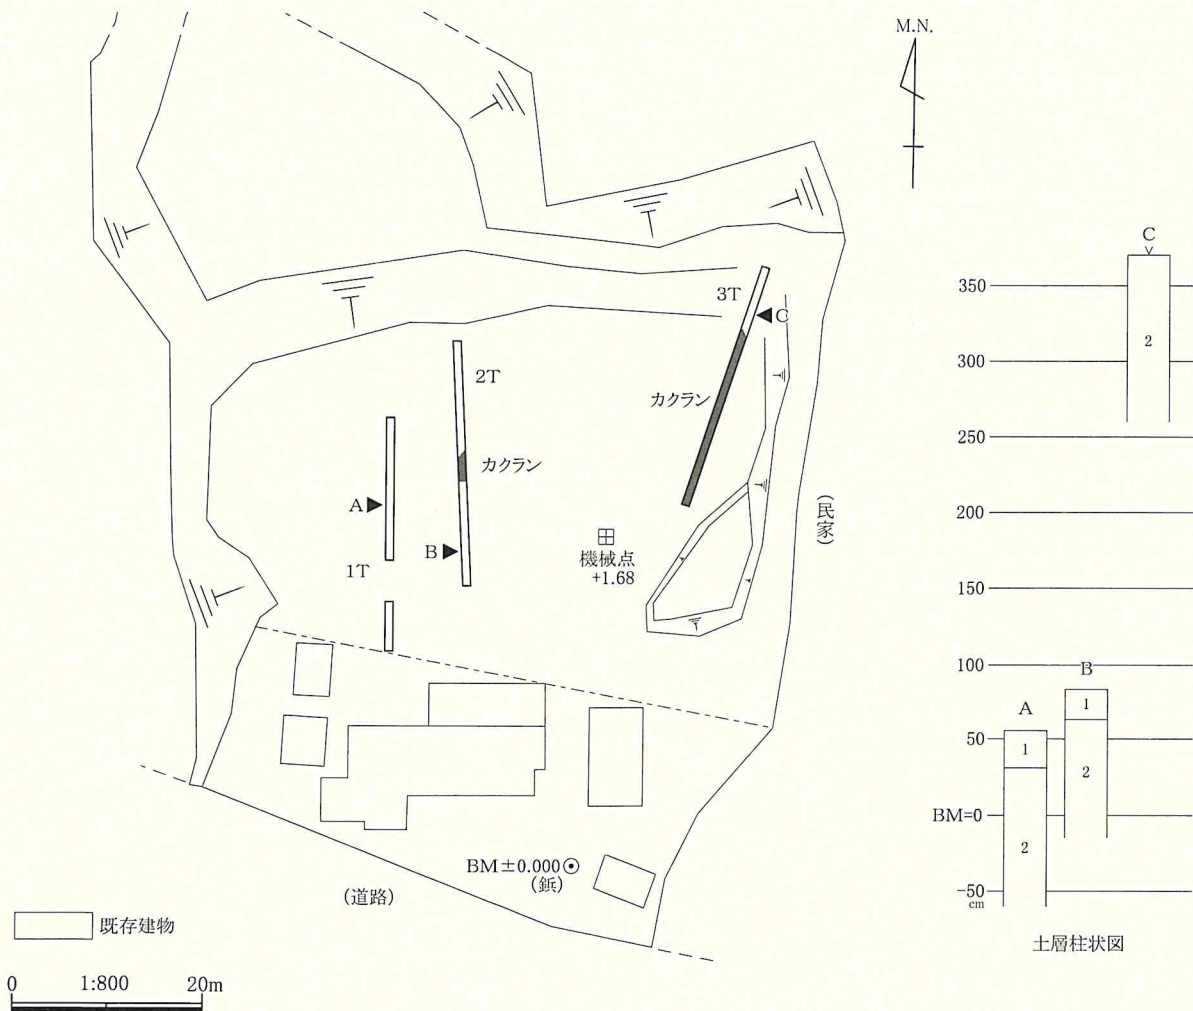 M.N.
3T
C
2T
カクラン
カクラン
A
B
1T
機械点
+1.68
(民家)
BM±0.000
(鋲)
(道路)
既存建物
0 1:800 20m
C
350
2
300
250
200
150
100
B
A
1
50
1
2
BM=0
2
-50
cm
土層柱状図